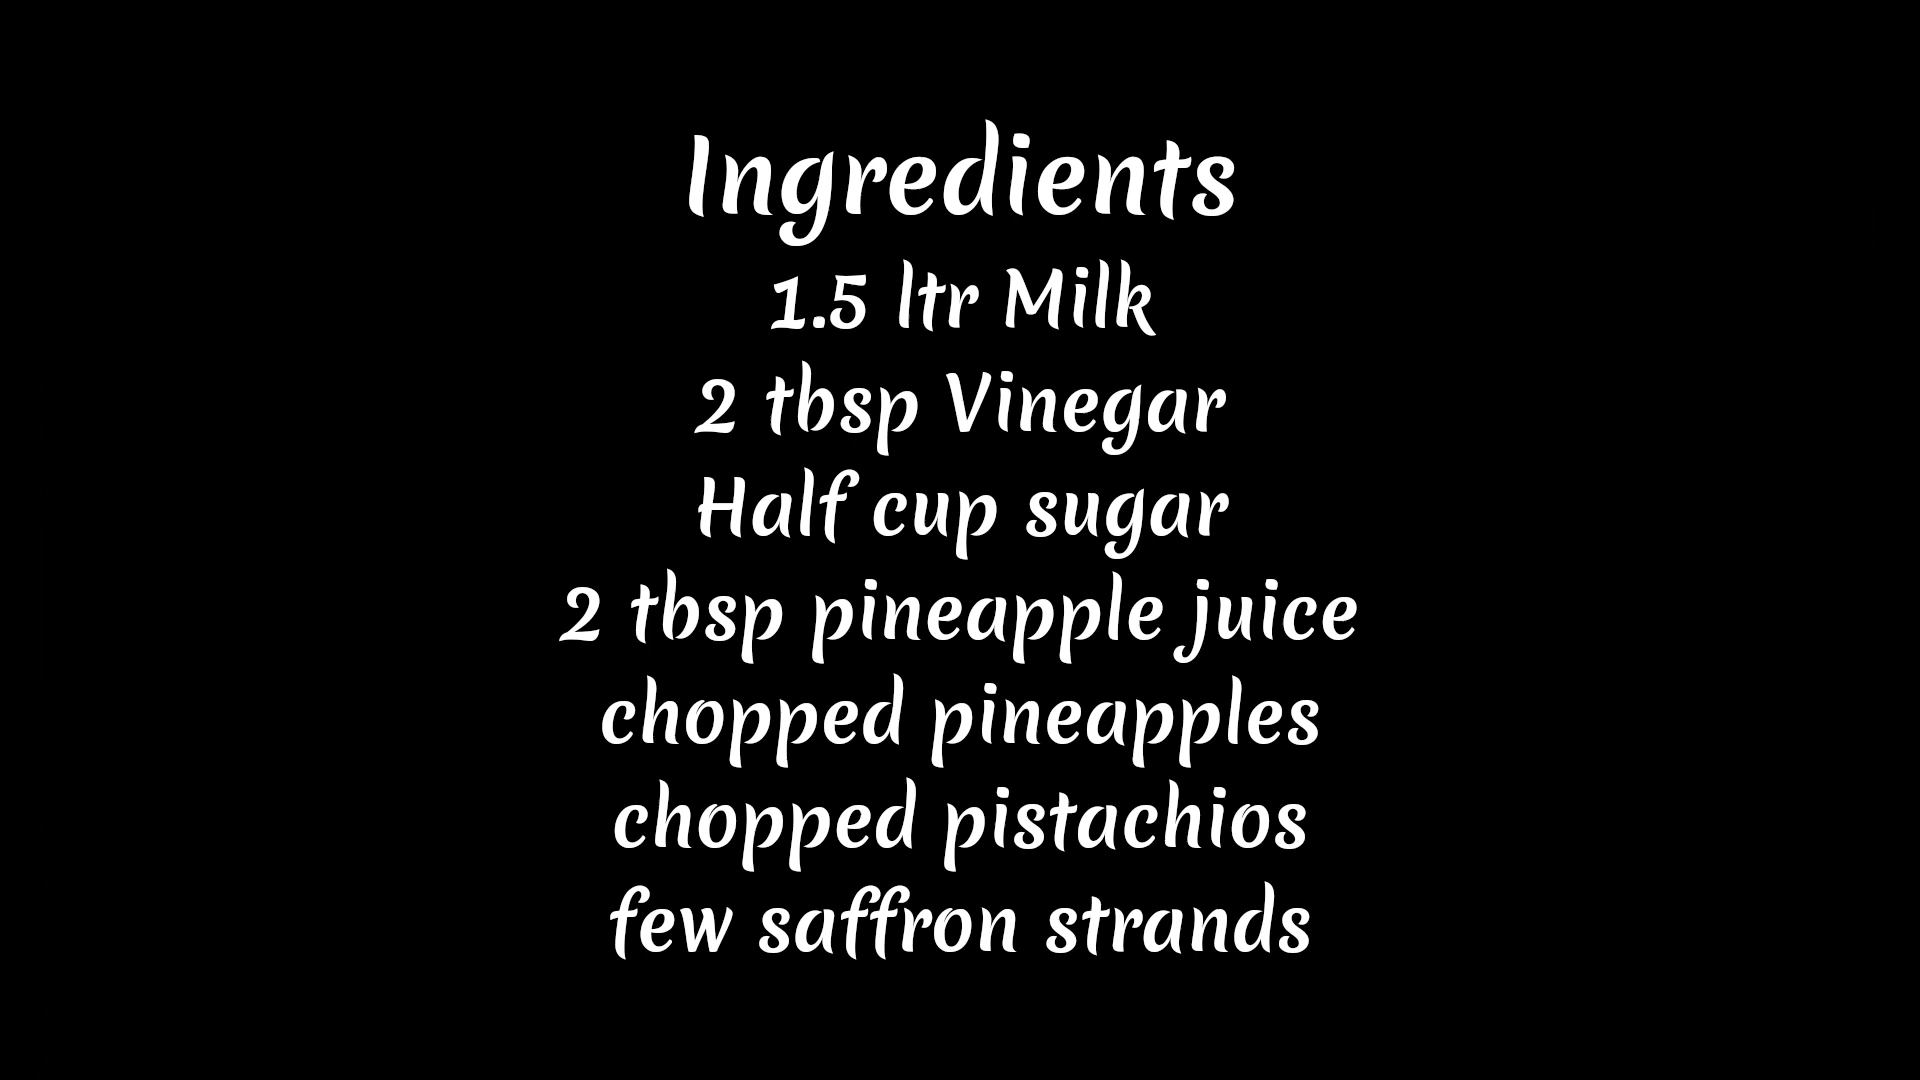 Ingredients
1.5 ltr Milk
2 tbsp Vinegar
Half cup sugar
2 tbsp pineapple juice
chopped pineapples
chopped pistachios
few saffron strands